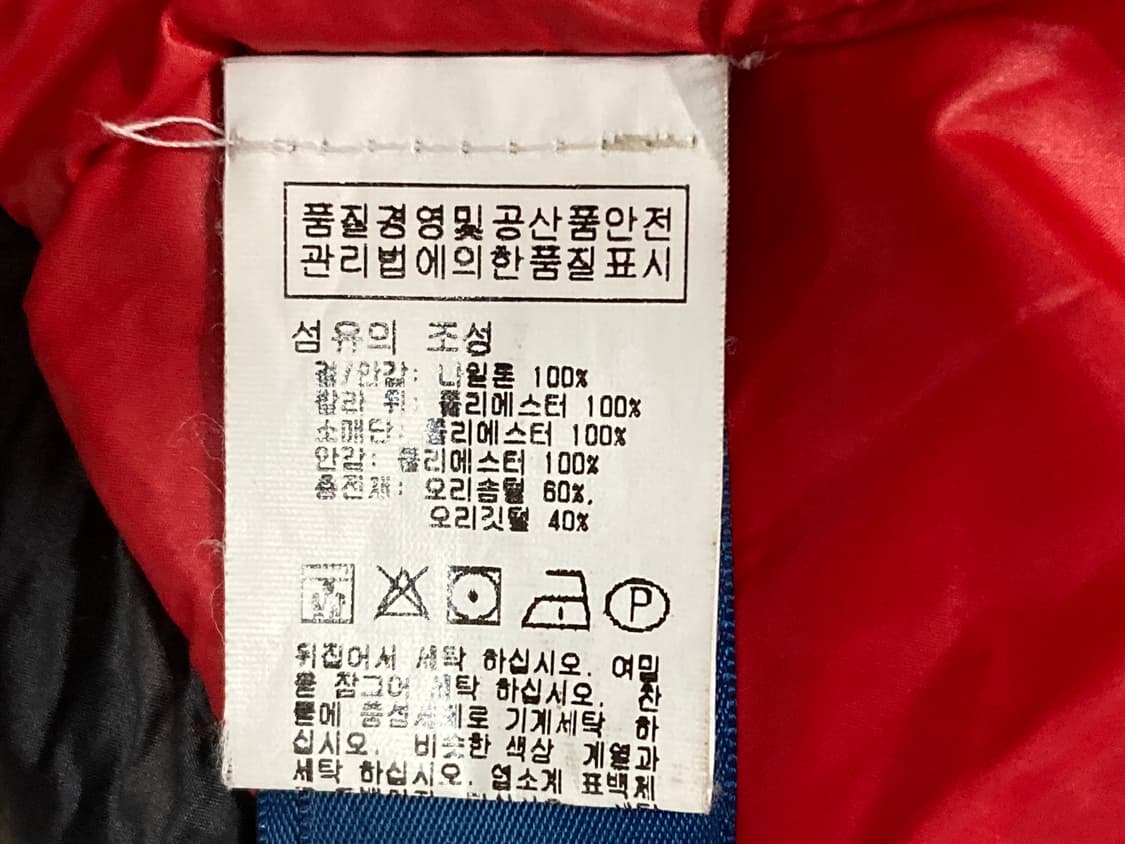 품질경영및공산품안전
관리법에의한품질표시
섬유의 조성
겉/안감: 나일론 100%
칼라 위: 폴리에스터 100%
소매단: 폴리에스터 100%
안감: 폴리에스터 100%
충전재: 오리솜털 60%,
오리깃털 40%
P
뒤집어서 세탁 하십시오. 여밈
을 잠그어 세탁 하십시오. 찬
물에 중성세제로 기계세탁 하
십시오. 비슷한 색상 계열과
세탁 하십시오. 염소계 표백제